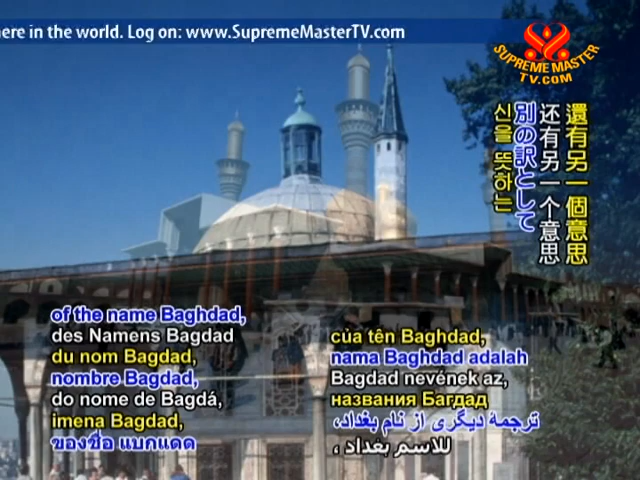 ere in the world. Log on: www.SupremeMasterTV.com
SUPREME MASTER
TV.COM
還有另一個意思
还有另一个意思
別の訳として
신을 뜻하는
of the name Baghdad,
des Namens Bagdad
du nom Bagdad,
nombre Bagdad,
do nome de Bagdá,
imena Bagdad,
ของชื่อ แบกแดด
của tên Baghdad,
nama Baghdad adalah
Bagdad nevének az,
названия Багдад
ترجمهٔ دیگری از نام بغداد،
للاسم بغداد ،